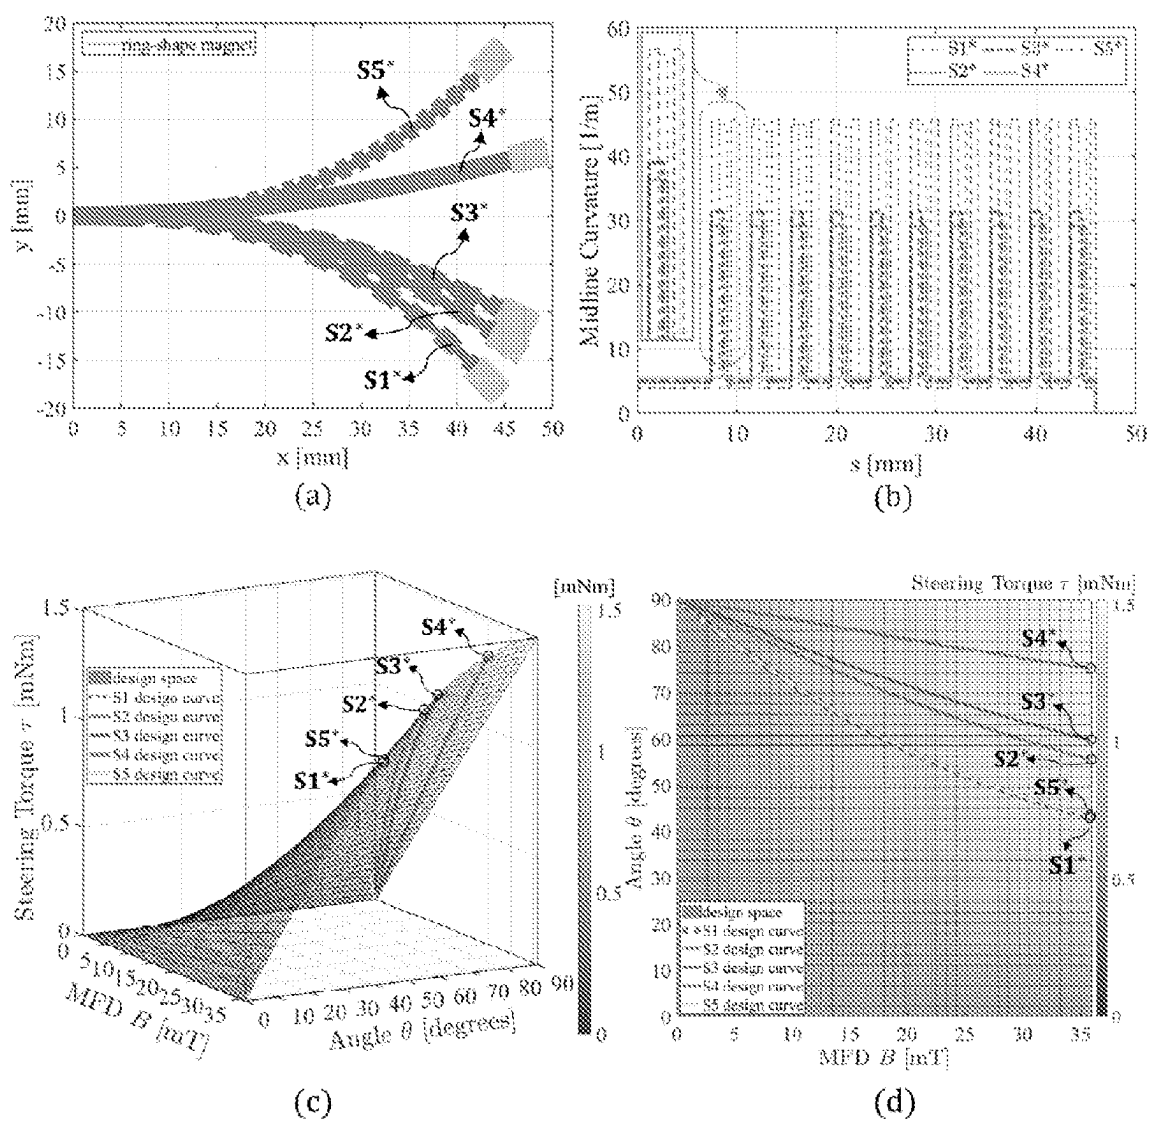 20
15
10
5
0
-5
-10
-15
-20
y [mm]
ring-shape magnet
S5*
S4*
S3*
S2*
S1*
0 5 10 15 20 25 30 35 40 45 50
x [mm]
(a)
60
50
40
30
20
10
0
Midline Curvature [1/m]
S1* S3* S5*
S2* S4*
0 10 20 30 40 50
s [mm]
(b)
1.5
1
0.5
0
Steering Torque τ [mNm]
design space
S1 design curve
S2 design curve
S3 design curve
S4 design curve
S5 design curve
S4*
S3*
S2*
S5*
S1*
0 5 10 15 20 25 30 35
MFD B [mT]
0 10 20 30 40 50 60 70 80 90
Angle θ [degrees]
[mNm]
1.5
1
0.5
0
(c)
Steering Torque τ [mNm]
90
80
70
60
50
40
30
20
10
0
Angle θ [degrees]
S4*
S3*
S2*
S5*
S1*
design space
S1 design curve
S2 design curve
S3 design curve
S4 design curve
S5 design curve
0 5 10 15 20 25 30 35
MFD B [mT]
1.5
1
0.5
0
(d)